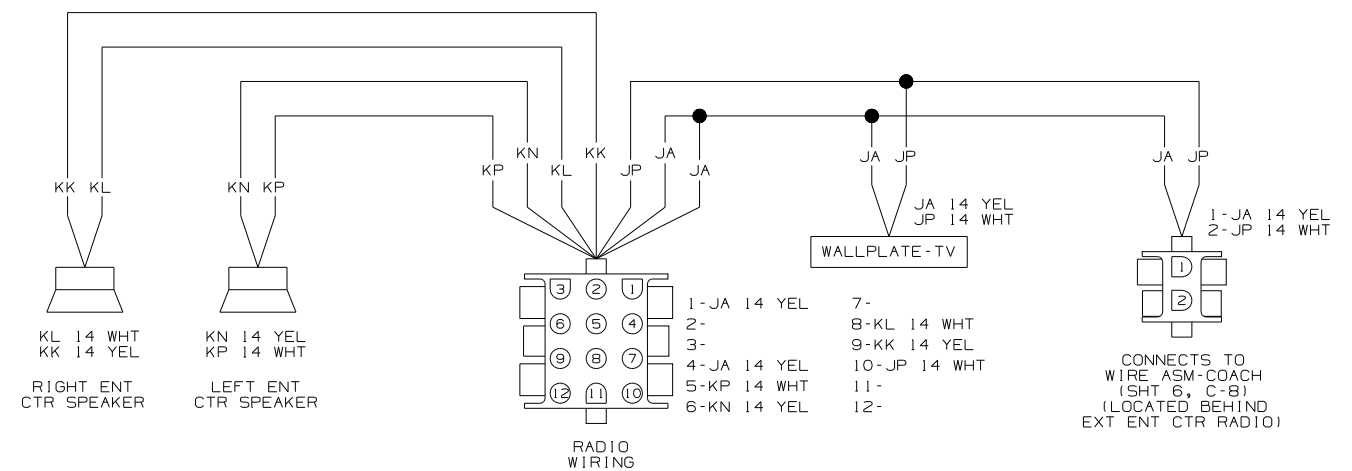 KK
KN
KL
KP
JP
JA
JA
JA JP
JA JP
KK KL
KN KP
JA 14 YEL
JP 14 WHT
WALLPLATE-TV
1-JA 14 YEL
2-JP 14 WHT
1
2
KL 14 WHT
KK 14 YEL
RIGHT ENT
CTR SPEAKER
KN 14 YEL
KP 14 WHT
LEFT ENT
CTR SPEAKER
3 2 1
6 5 4
9 8 7
12 11 10
RADIO
WIRING
1-JA 14 YEL
2-
3-
4-JA 14 YEL
5-KP 14 WHT
6-KN 14 YEL
7-
8-KL 14 WHT
9-KK 14 YEL
10-JP 14 WHT
11-
12-
CONNECTS TO
WIRE ASM-COACH
(SHT 6, C-8)
(LOCATED BEHIND
EXT ENT CTR RADIO)